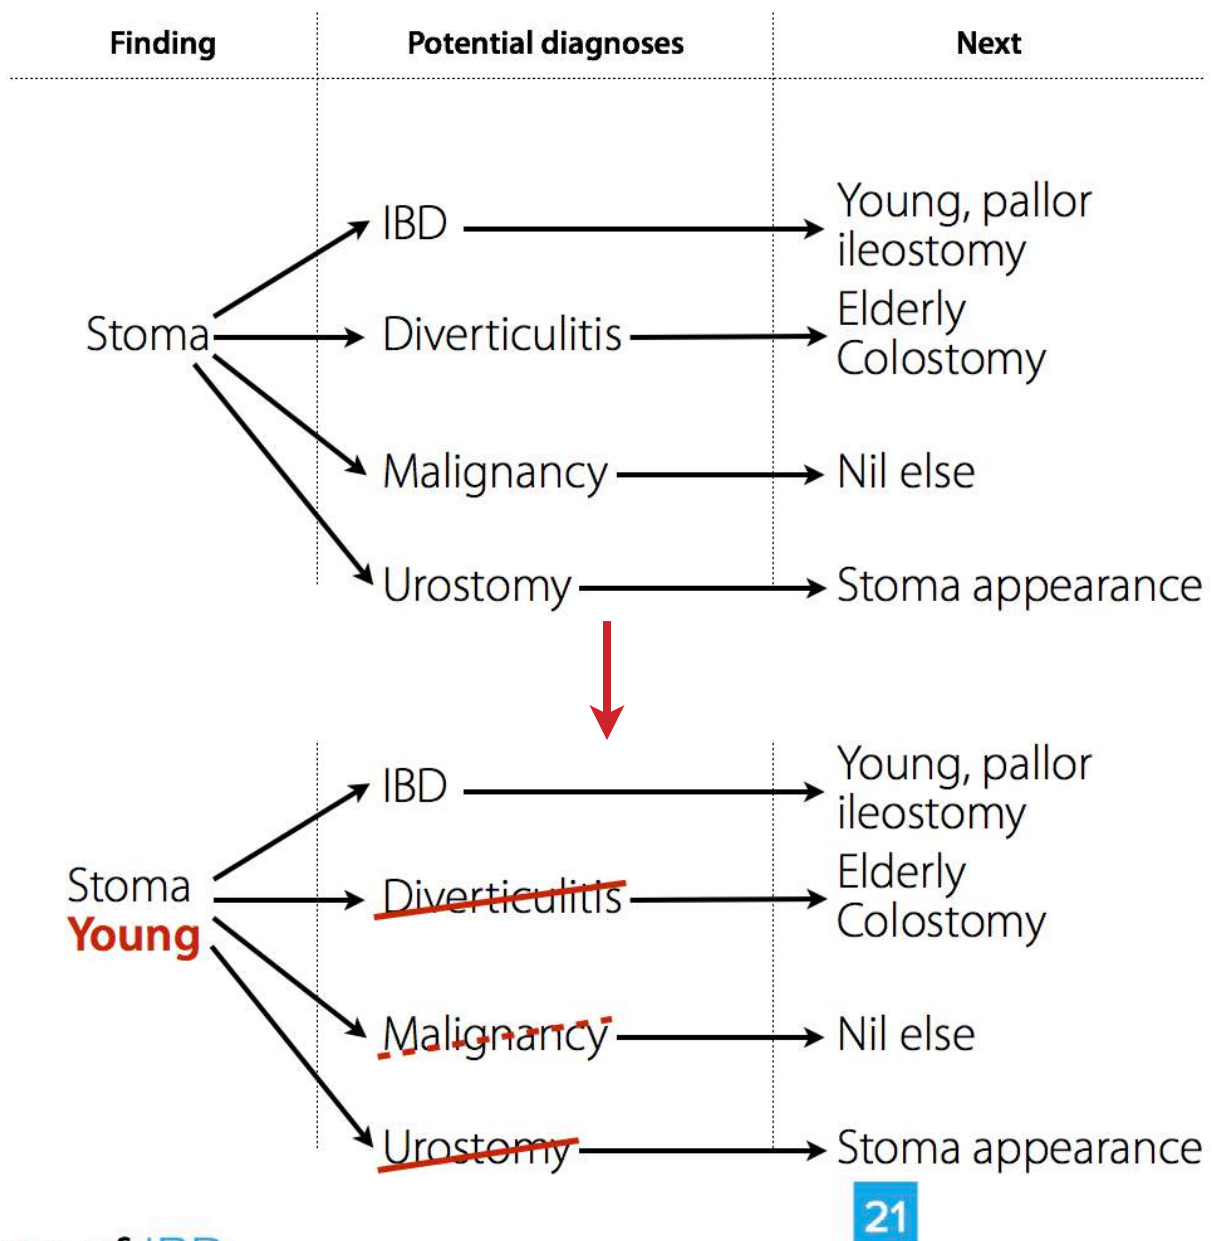 Finding Potential diagnoses Next
IBD
Young, pallor
ileostomy
Stoma
Diverticulitis
Elderly
Colostomy
Malignancy
Nil else
Urostomy
Stoma appearance
IBD
Young, pallor
ileostomy
Stoma
Young
Diverticulitis
Elderly
Colostomy
Malignancy
Nil else
Urostomy
Stoma appearance
21